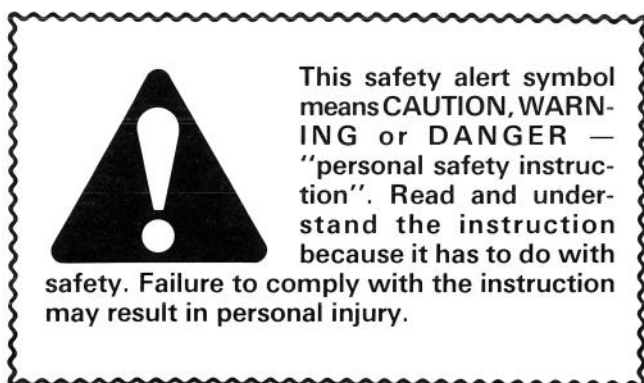 This safety alert symbol
means CAUTION, WARN-
ING or DANGER —
"personal safety instruc-
tion". Read and under-
stand the instruction
because it has to do with
safety. Failure to comply with the instruction
may result in personal injury.